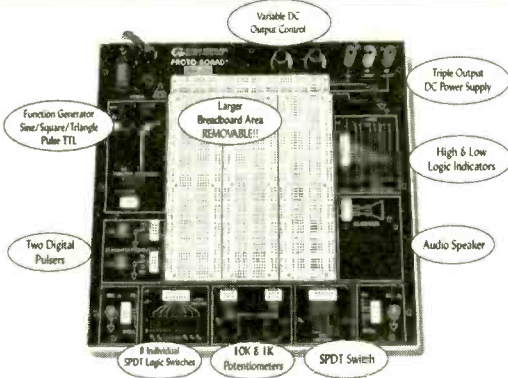 Variable DC
Output Control
PROTO-BOARD
Triple Output
DC Power Supply
Function Generator
Sine/Square/Triangle
Pulse TTL
Larger
Breadboard Area
REMOVABLE!!
High & Low
Logic Indicators
Two Digital
Pulsers
Audio Speaker
8 Individual
SPDT Logic Switches
10K & 1K
Potentiometers
SPDT Switch